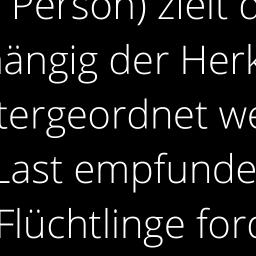 Person) zielt
hängig der Herk
tergeordnet we
Last empfunde
Flüchtlinge ford